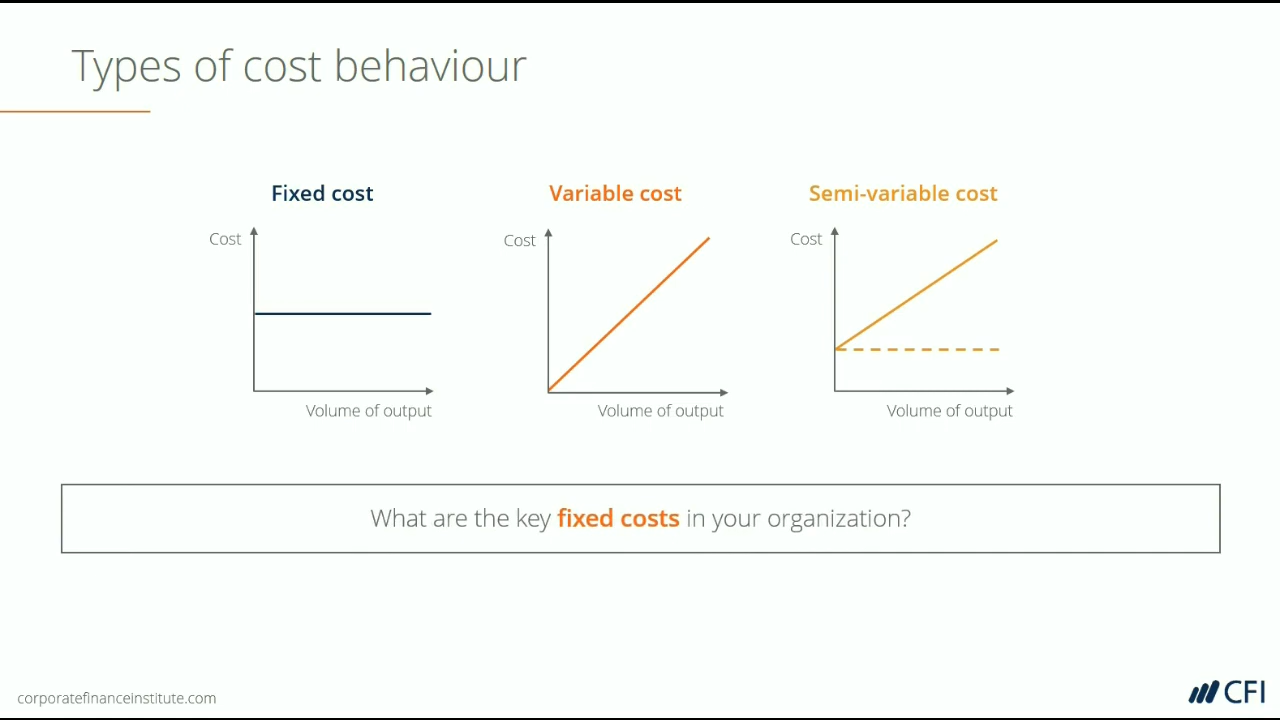 Types of cost behaviour
Fixed cost
Variable cost
Semi-variable cost
Cost
Cost
Cost
Volume of output
Volume of output
Volume of output
What are the key fixed costs in your organization?
corporatefinanceinstitute.com
CFI